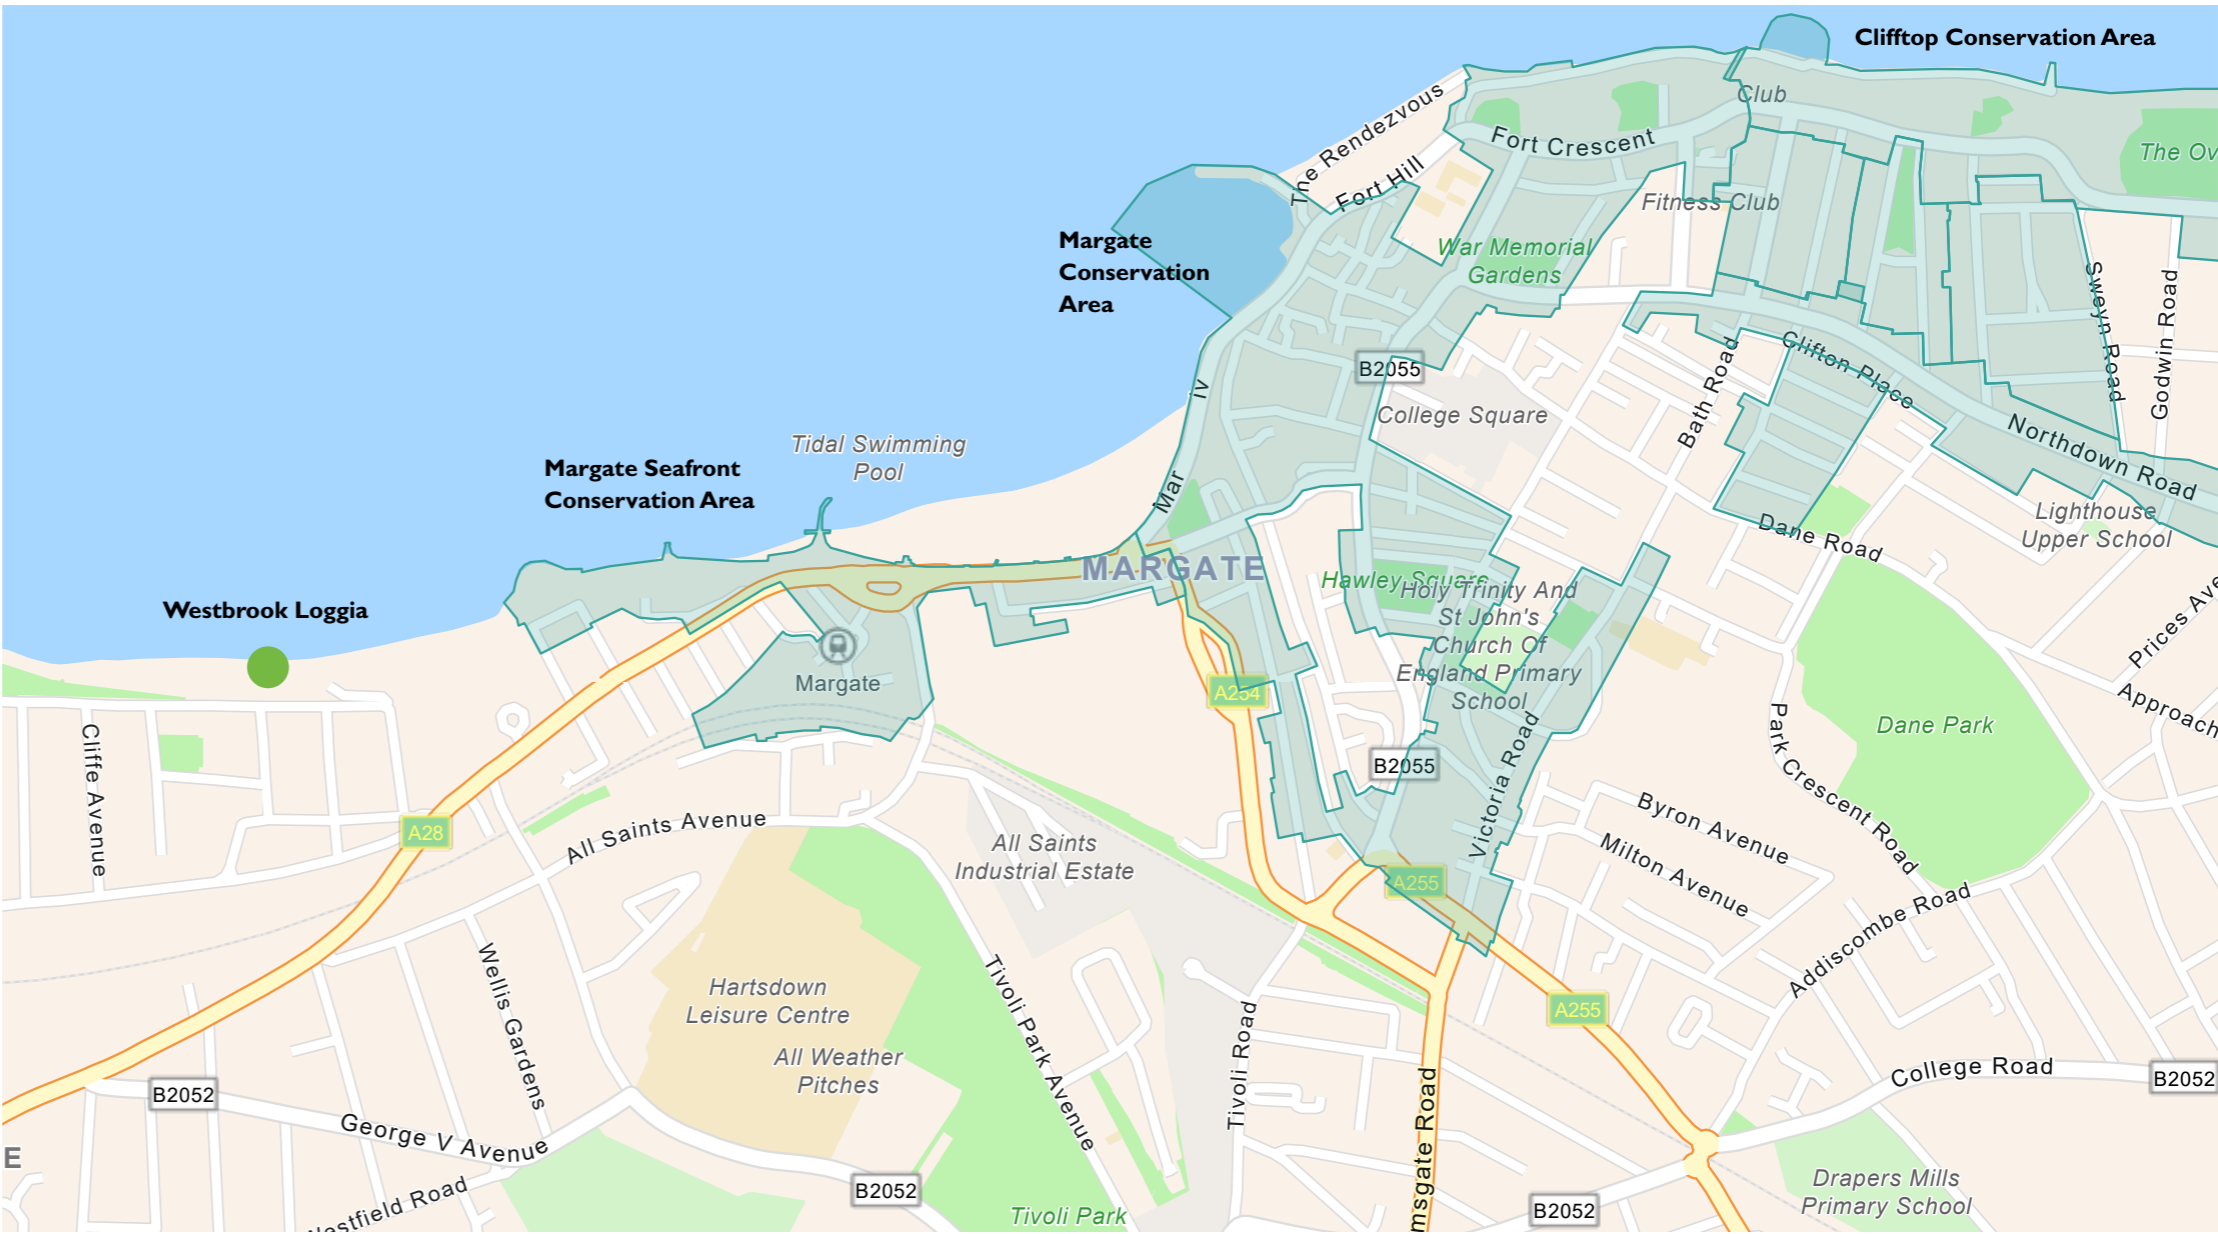 Clifftop Conservation Area
Club
The Rendezvous
Fort Crescent
The Ov
Fort Hill
Fitness Club
Margate
Conservation
Area
War Memorial
Gardens
Sweyn Road
Godwin Road
B2055
Clifton Place
Bath Road
Mar
iv
College Square
Tidal Swimming
Pool
Northdown Road
Margate Seafront
Conservation Area
Lighthouse
Upper School
Dane Road
MARGATE
Hawley Square
Holy Trinity And
St John's
Church Of
England Primary
School
Westbrook Loggia
Prices Ave
Margate
A254
Approach
Dane Park
Cliffe Avenue
Park Crescent Road
B2055
Victoria Road
A28
All Saints Avenue
Byron Avenue
All Saints
Industrial Estate
Milton Avenue
A255
Addiscombe Road
Wellis Gardens
Tivoli Park Avenue
Hartsdown
Leisure Centre
A255
Tivoli Road
All Weather
Pitches
College Road
B2052
B2052
George V Avenue
msgate Road
E
B2052
Drapers Mills
Primary School
estfield Road
B2052
Tivoli Park